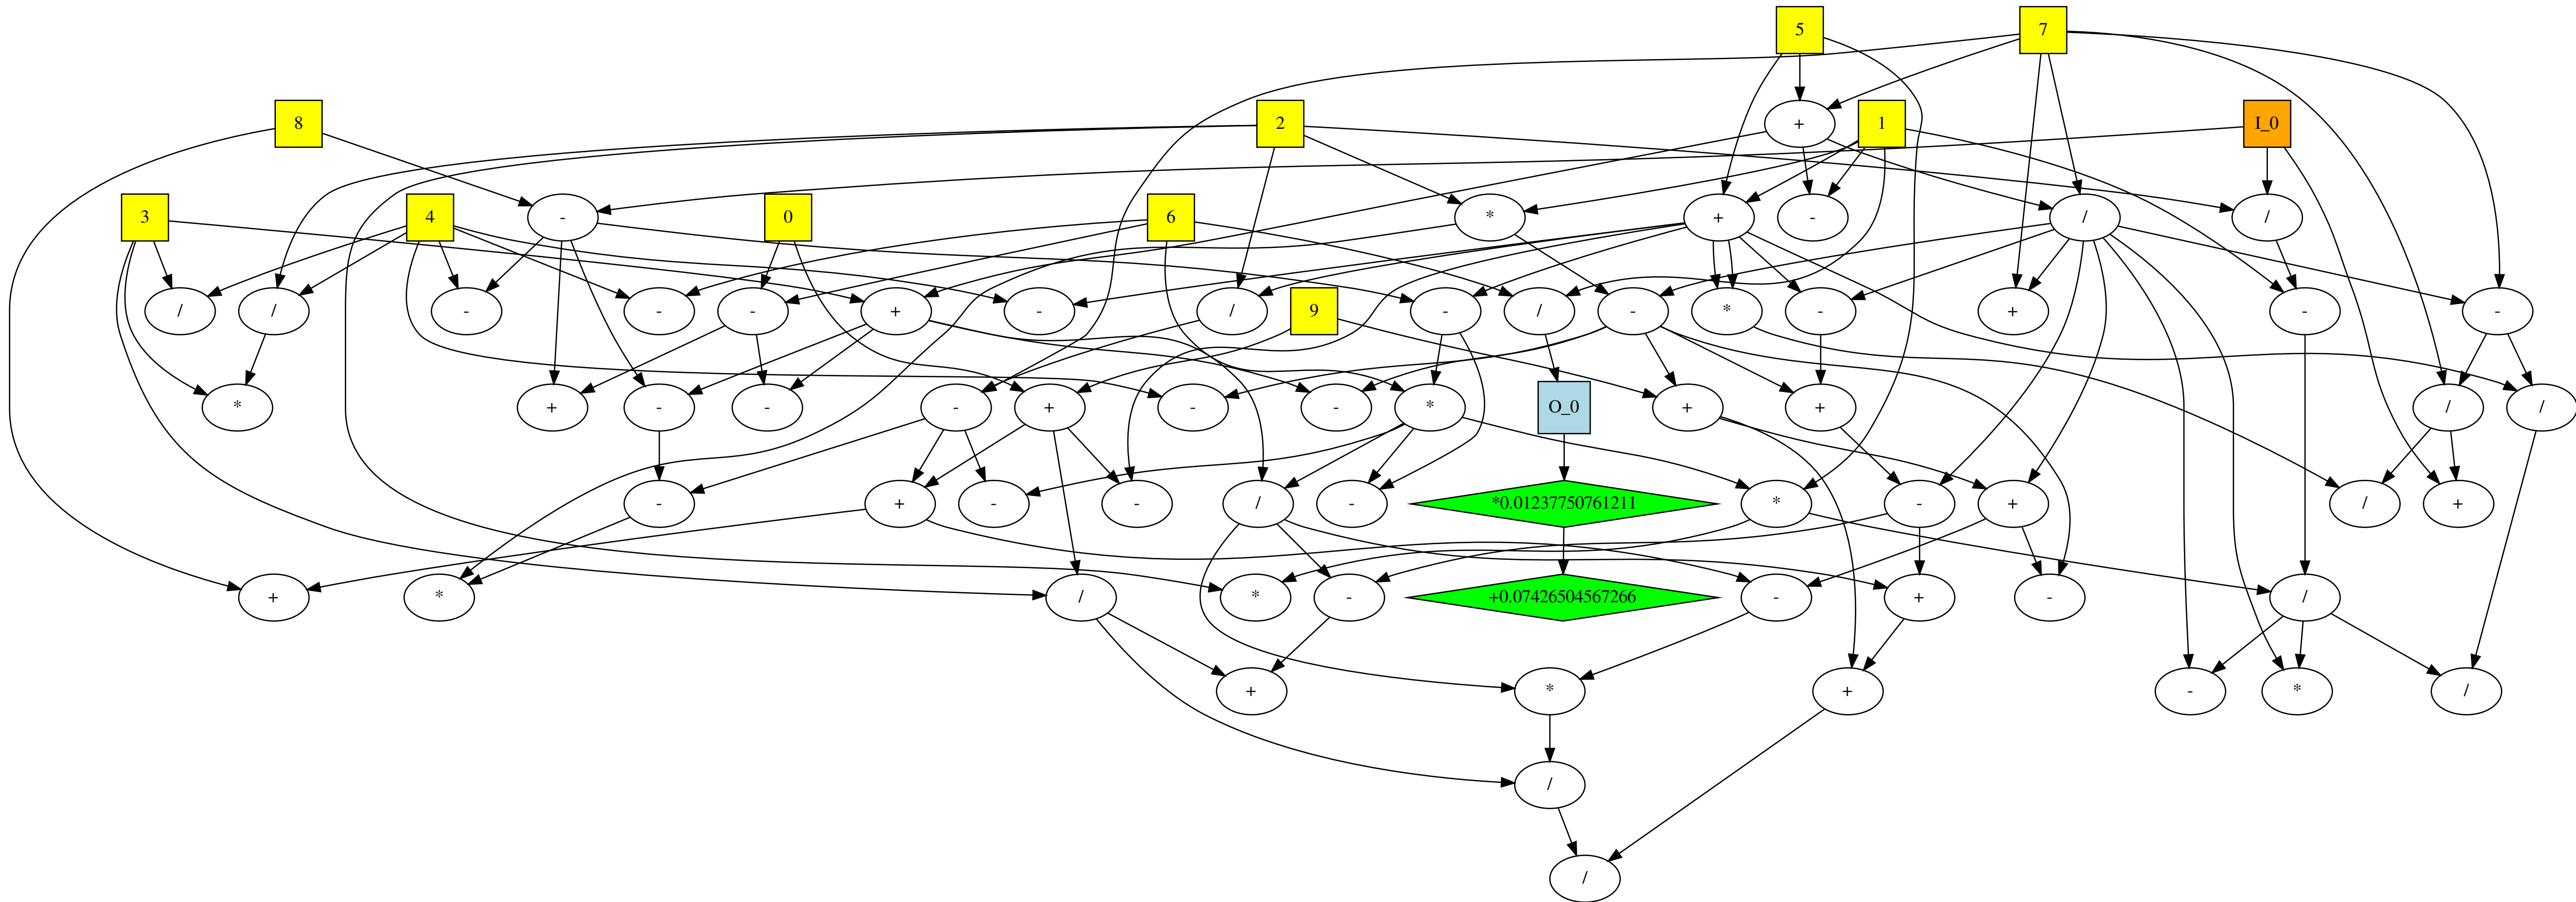 5 7
8 2 + 1 I_0
3 4 - 0 6 * + - / /
/ / - - - + - / 9 - / - * - + - -
* + - - - + - - * O_0 + + / /
- + - - / - *0.01237750761211 * - + / +
+ * / * - +0.07426504567266 - + - /
+ * + - * /
/
/